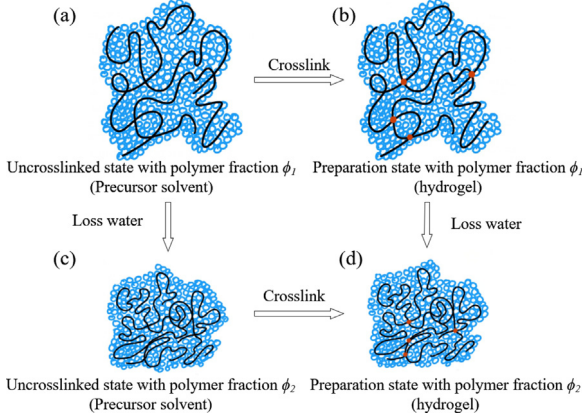 (a)
(b)
Crosslink
Uncrosslinked state with polymer fraction ϕ1
(Precursor solvent)
Preparation state with polymer fraction ϕ1
(hydrogel)
Loss water
Loss water
(c)
(d)
Crosslink
Uncrosslinked state with polymer fraction ϕ2
(Precursor solvent)
Preparation state with polymer fraction ϕ2
(hydrogel)